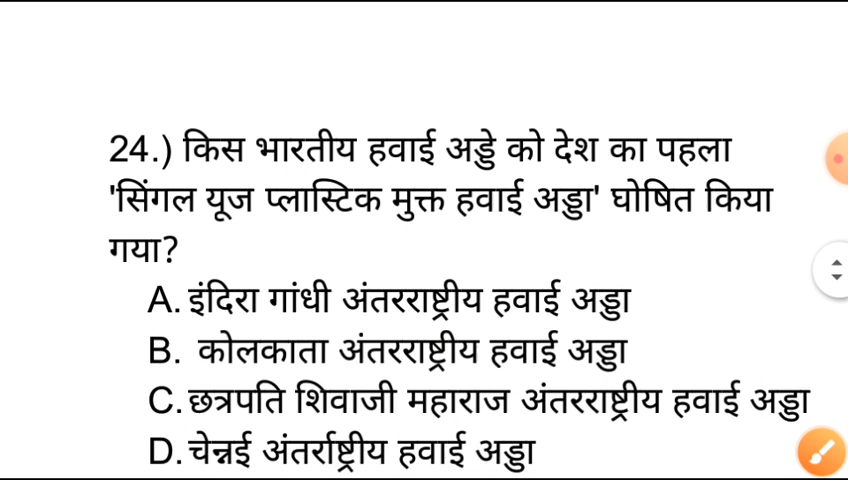 24.) किस भारतीय हवाई अड्डे को देश का पहला
'सिंगल यूज प्लास्टिक मुक्त हवाई अड्डा' घोषित किया
गया?
A. इंदिरा गांधी अंतरराष्ट्रीय हवाई अड्डा
B. कोलकाता अंतरराष्ट्रीय हवाई अड्डा
C. छत्रपति शिवाजी महाराज अंतरराष्ट्रीय हवाई अड्डा
D. चेन्नई अंतर्राष्ट्रीय हवाई अड्डा